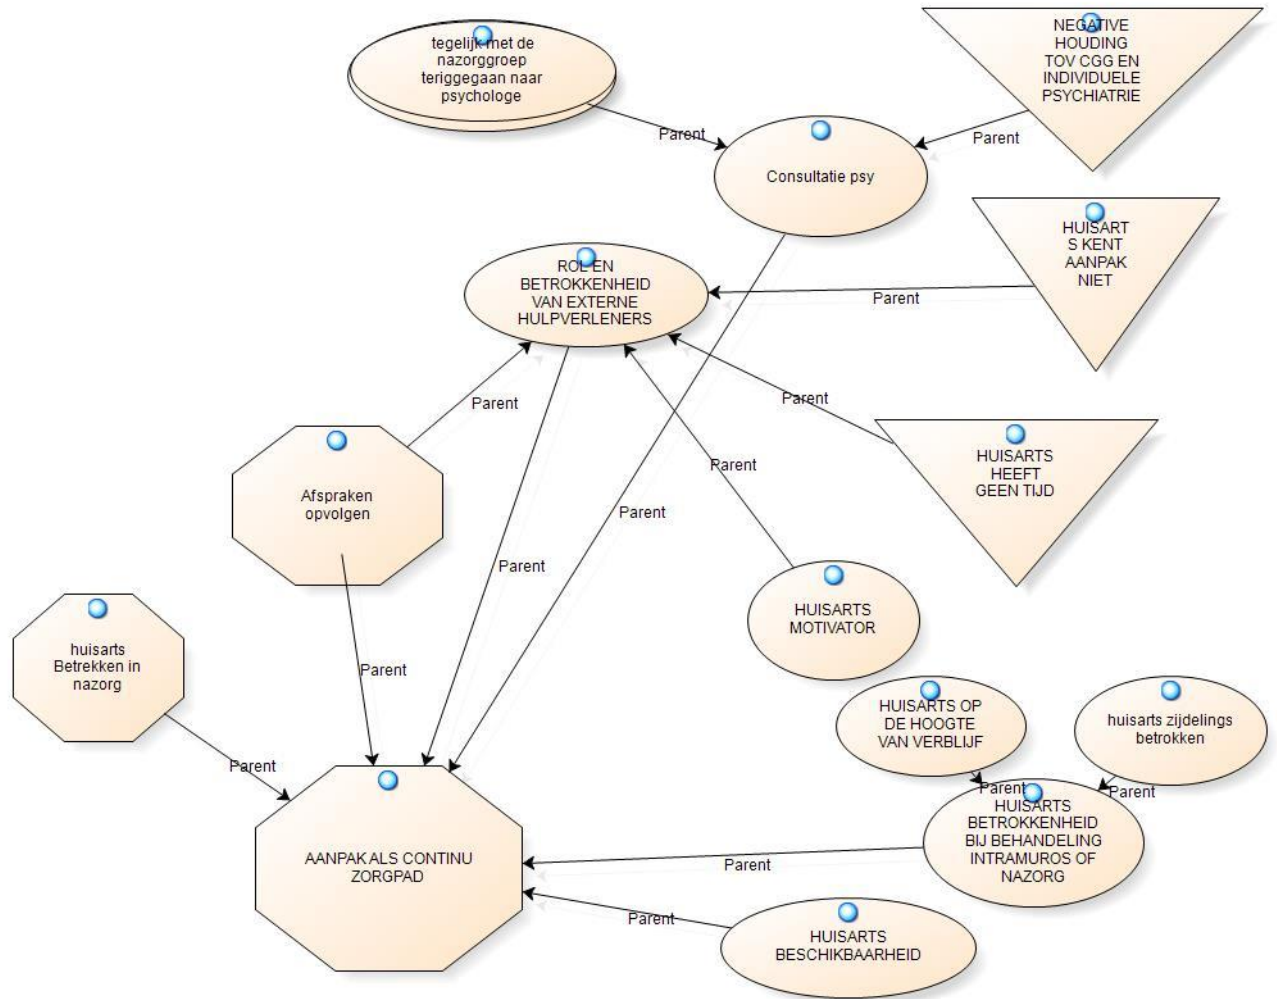 tegelijk met de
nazorggroep
teriggegaan naar
psychologe
NEGATIVE
HOUDING
TOV CGG EN
INDIVIDUELE
PSYCHIATRIE
Parent
Parent
Consultatie psy
HUISART
S KENT
AANPAK
NIET
ROL EN
BETROKKENHEID
VAN EXTERNE
HULPVERLENERS
Parent
Parent
Parent
HUISARTS
HEEFT
GEEN TIJD
Parent
Afspraken
opvolgen
Parent
Parent
HUISARTS
MOTIVATOR
huisarts
Betrekken in
nazorg
Parent
HUISARTS OP
DE HOOGTE
VAN VERBLIJF
huisarts zijdelings
betrokken
Parent
Parent
Parent
HUISARTS
BETROKKENHEID
BIJ BEHANDELING
INTRAMUROS OF
NAZORG
AANPAK ALS CONTINU
ZORGPAD
Parent
Parent
HUISARTS
BESCHIKBAARHEID